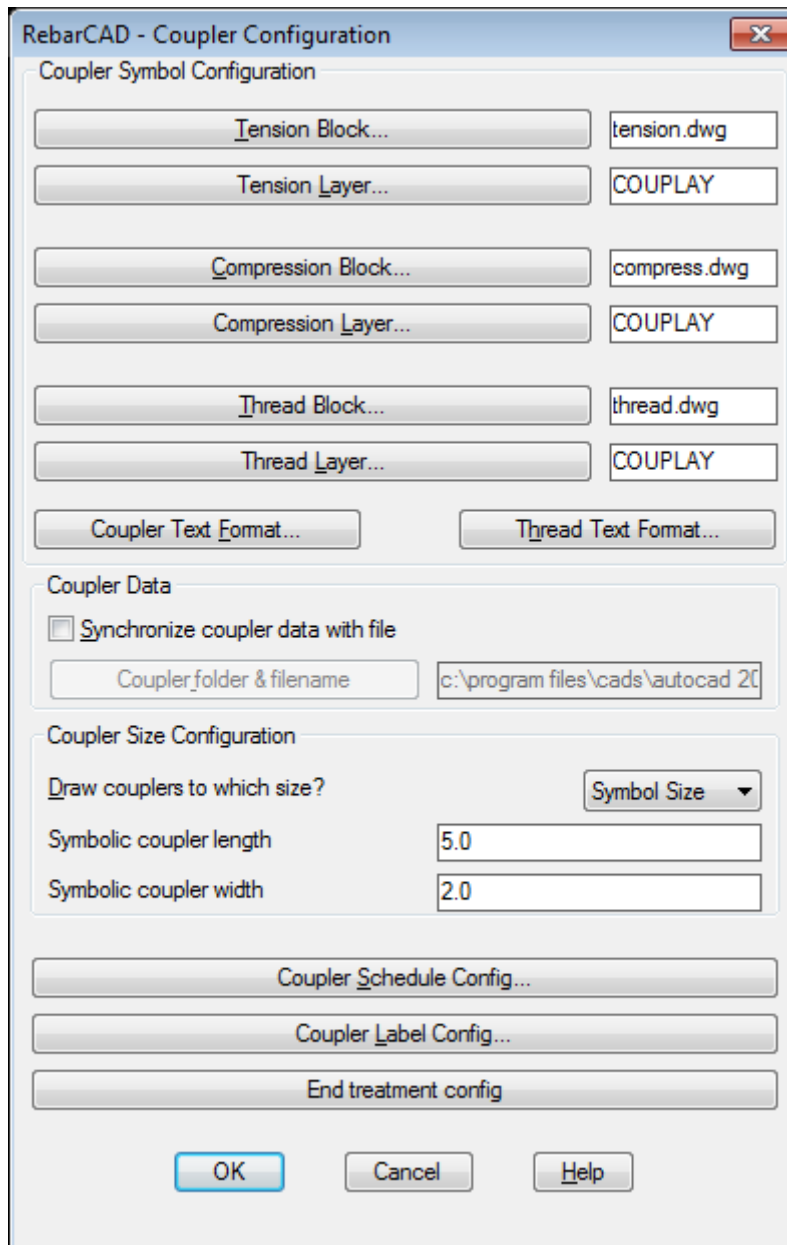 RebarCAD - Coupler Configuration
Coupler Symbol Configuration
Tension Block... tension.dwg
Tension Layer... COUPLAY
Compression Block... compress.dwg
Compression Layer... COUPLAY
Thread Block... thread.dwg
Thread Layer... COUPLAY
Coupler Text Format... Thread Text Format...
Coupler Data
Synchronize coupler data with file
Coupler folder & filename c:\program files\cads\autocad 20
Coupler Size Configuration
Draw couplers to which size? Symbol Size
Symbolic coupler length 5.0
Symbolic coupler width 2.0
Coupler Schedule Config...
Coupler Label Config...
End treatment config
OK Cancel Help